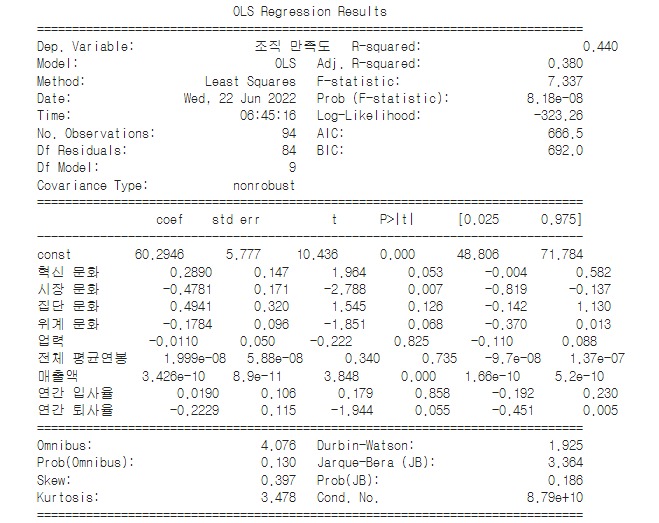 OLS Regression Results
==============================================================================
Dep. Variable: 조직 만족도 R-squared: 0.440
Model: OLS Adj. R-squared: 0.380
Method: Least Squares F-statistic: 7.337
Date: Wed, 22 Jun 2022 Prob (F-statistic): 8.18e-08
Time: 06:45:16 Log-Likelihood: -323.26
No. Observations: 94 AIC: 666.5
Df Residuals: 84 BIC: 692.0
Df Model: 9
Covariance Type: nonrobust
==============================================================================
coef std err t P>|t| [0.025 0.975]
------------------------------------------------------------------------------
const 60.2946 5.777 10.436 0.000 48.806 71.784
혁신 문화 0.2890 0.147 1.964 0.053 -0.004 0.582
시장 문화 -0.4781 0.171 -2.788 0.007 -0.819 -0.137
집단 문화 0.4941 0.320 1.545 0.126 -0.142 1.130
위계 문화 -0.1784 0.096 -1.851 0.068 -0.370 0.013
업력 -0.0110 0.050 -0.222 0.825 -0.110 0.088
전체 평균연봉 1.999e-08 5.88e-08 0.340 0.735 -9.7e-08 1.37e-07
매출액 3.426e-10 8.9e-11 3.848 0.000 1.66e-10 5.2e-10
연간 입사율 0.0190 0.106 0.179 0.858 -0.192 0.230
연간 퇴사율 -0.2229 0.115 -1.944 0.055 -0.451 0.005
==============================================================================
Omnibus: 4.076 Durbin-Watson: 1.925
Prob(Omnibus): 0.130 Jarque-Bera (JB): 3.364
Skew: 0.397 Prob(JB): 0.186
Kurtosis: 3.478 Cond. No. 8.79e+10
==============================================================================